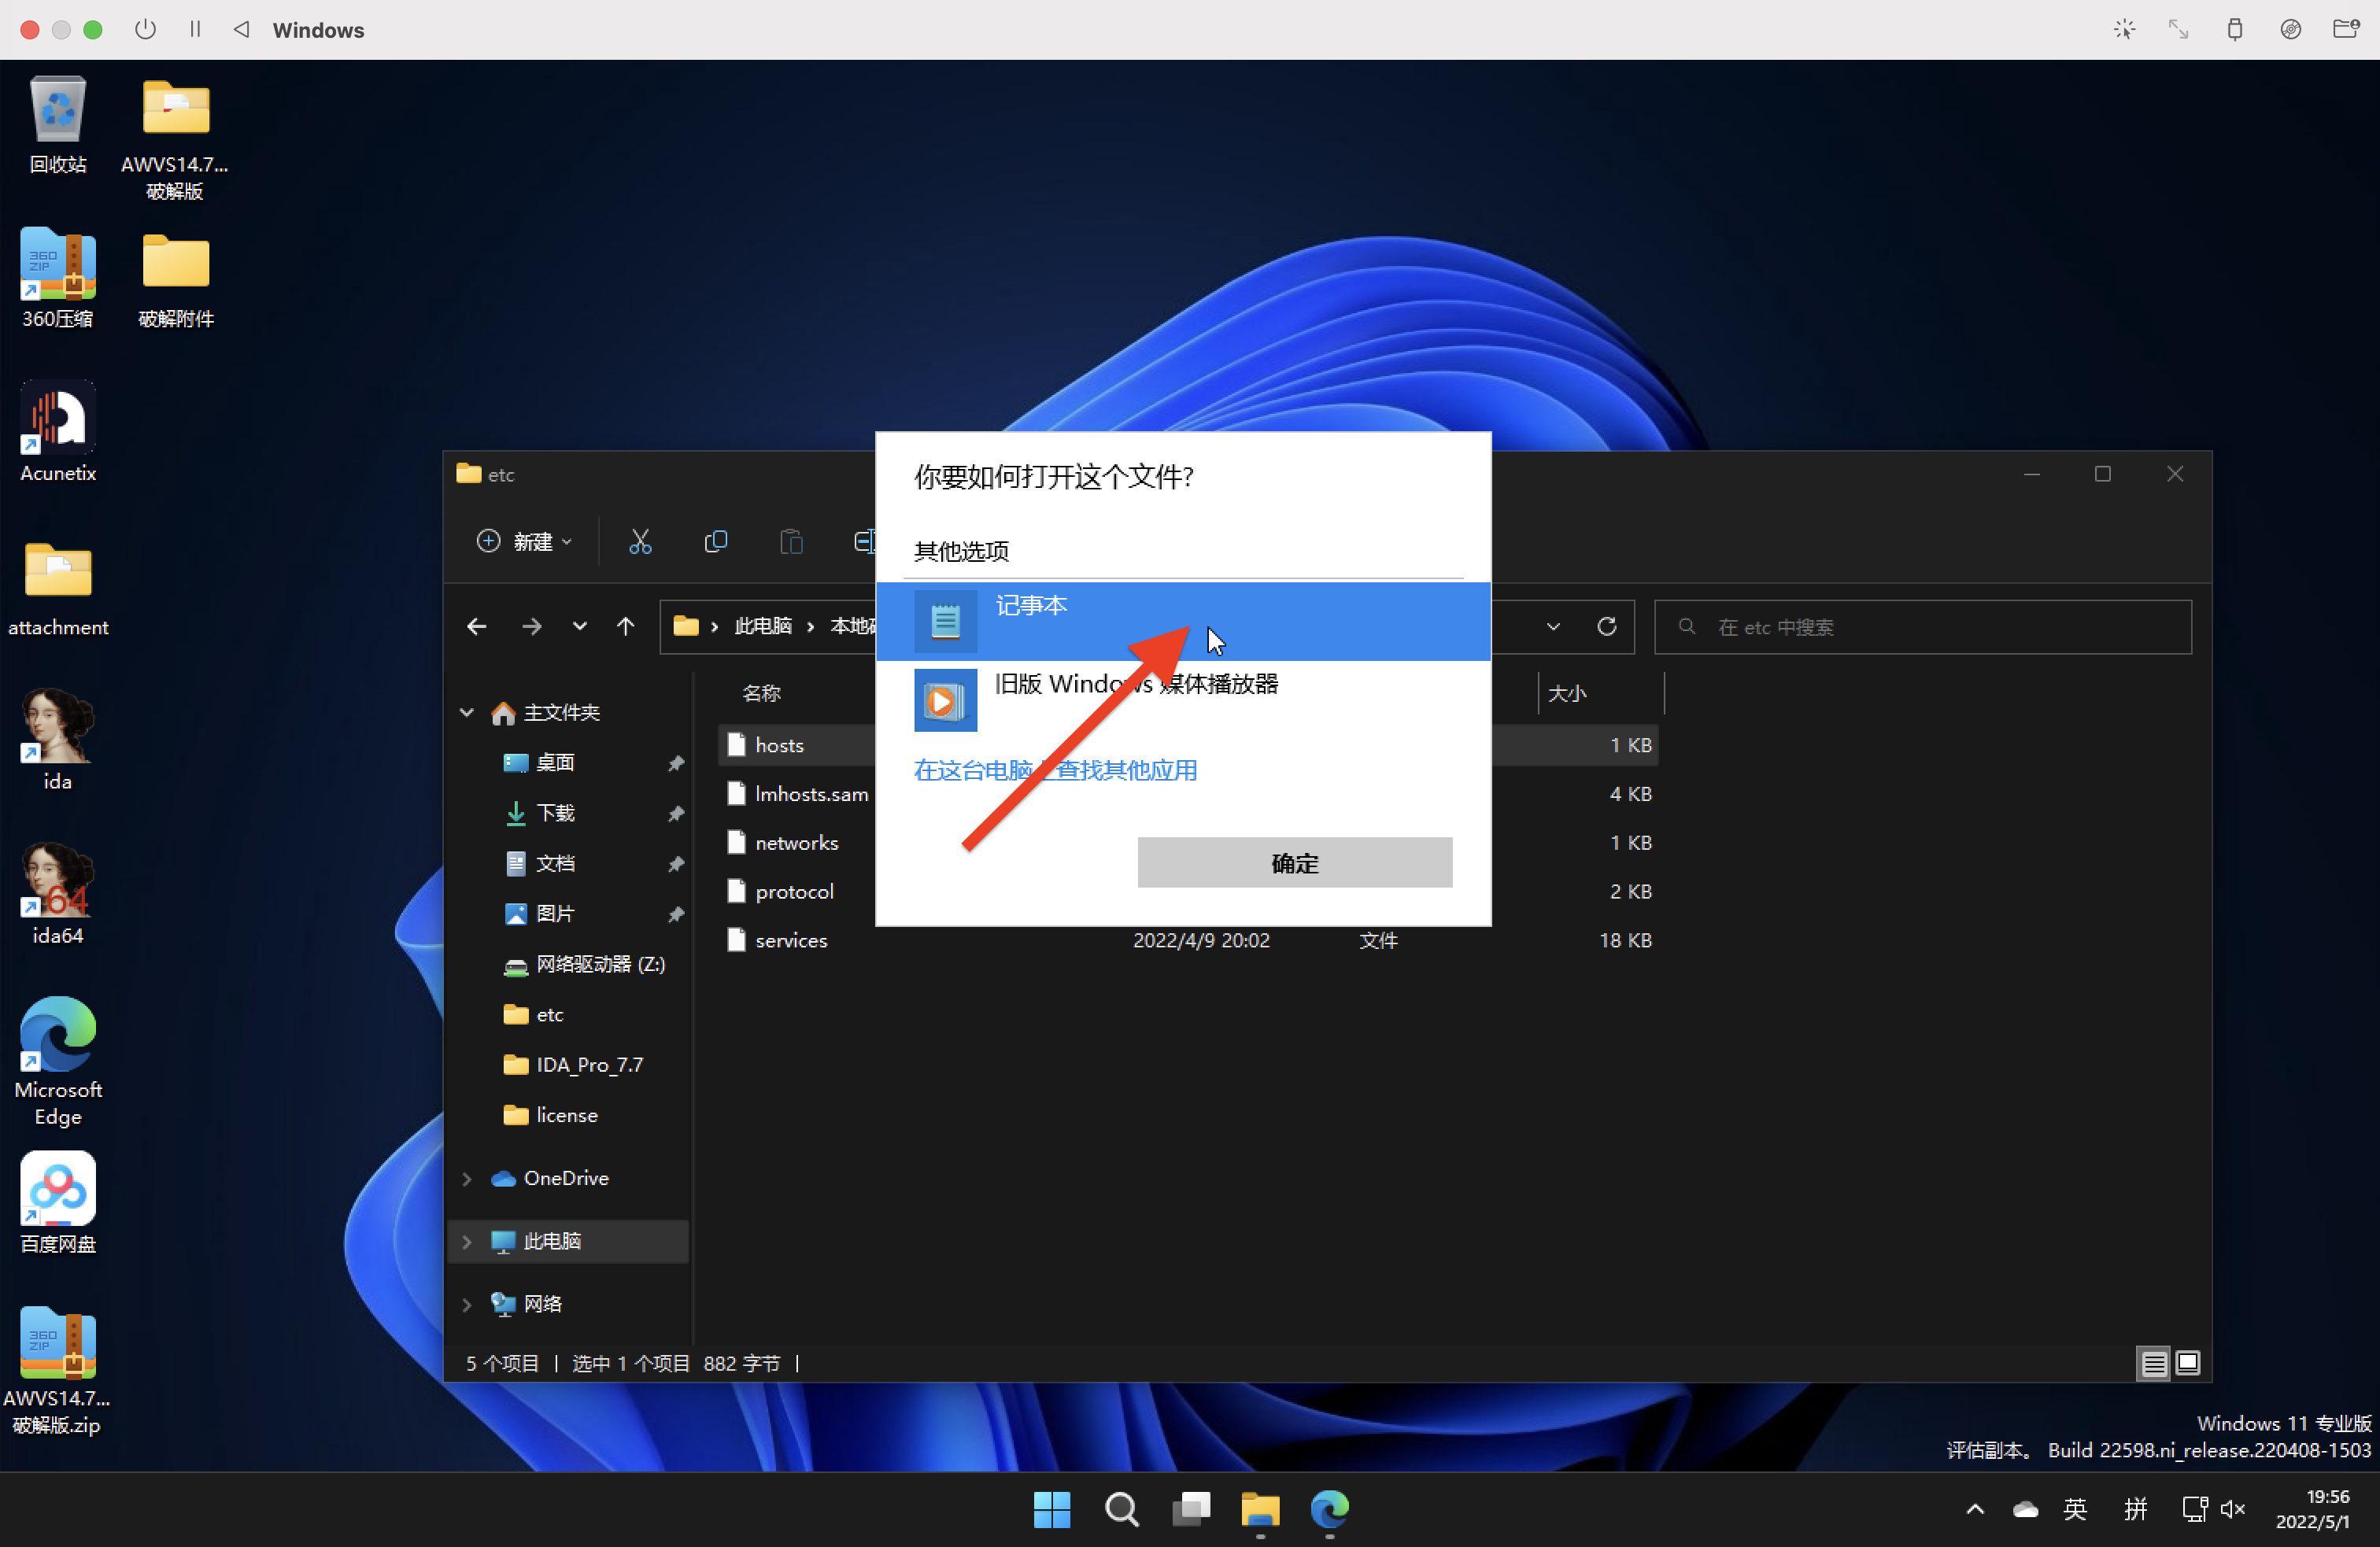 Windows
回收站
AWVS14.7...
破解版
360压缩
破解附件
Acunetix
attachment
ida
ida64
Microsoft
Edge
百度网盘
AWVS14.7...
破解版.zip
etc
新建
此电脑
本地
在 etc 中搜索
主文件夹
桌面
下载
文档
图片
网络驱动器 (Z:)
etc
IDA_Pro_7.7
license
OneDrive
此电脑
网络
名称
大小
hosts
1 KB
lmhosts.sam
4 KB
networks
1 KB
protocol
2 KB
services
2022/4/9 20:02
文件
18 KB
5 个项目
选中 1 个项目 882 字节
你要如何打开这个文件?
其他选项
记事本
旧版 Windows 媒体播放器
在这台电脑上查找其他应用
确定
Windows 11 专业版
评估副本。 Build 22598.ni_release.220408-1503
英
拼
19:56
2022/5/1